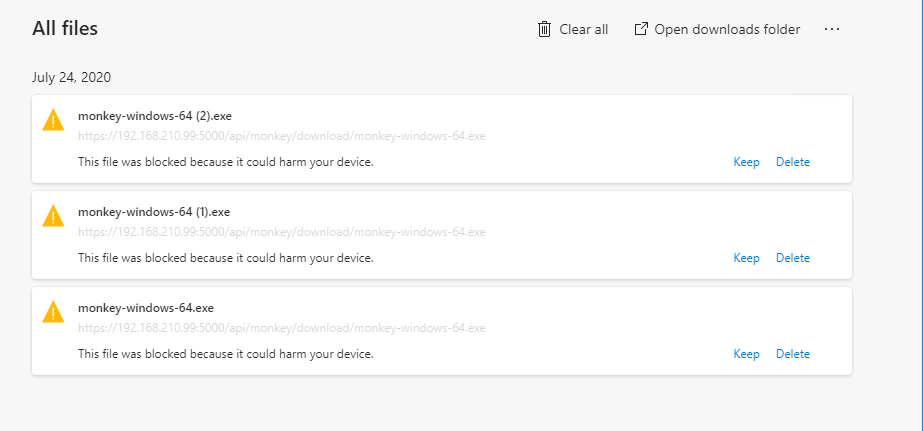 All files
Clear all
Open downloads folder
July 24, 2020
monkey-windows-64 (2).exe
https://192.168.210.99:5000/api/monkey/download/monkey-windows-64.exe
This file was blocked because it could harm your device.
Keep
Delete
monkey-windows-64 (1).exe
https://192.168.210.99:5000/api/monkey/download/monkey-windows-64.exe
This file was blocked because it could harm your device.
Keep
Delete
monkey-windows-64.exe
https://192.168.210.99:5000/api/monkey/download/monkey-windows-64.exe
This file was blocked because it could harm your device.
Keep
Delete